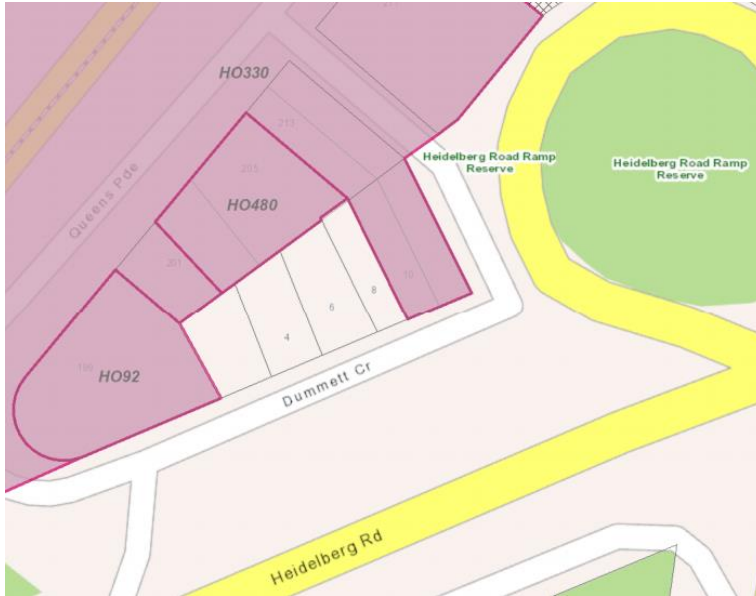 HO330
213
Heidelberg Road Ramp
Reserve
Heidelberg Road Ramp
Reserve
205
HO480
Queens Pde
201
10
8
6
4
HO92
Dummett Cr
Heidelberg Rd